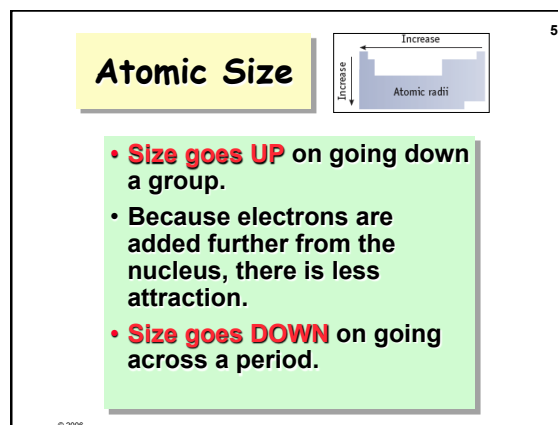 5
Atomic Size
Increase
Increase
Atomic radii
• Size goes UP on going down
a group.
• Because electrons are
added further from the
nucleus, there is less
attraction.
• Size goes DOWN on going
across a period.
© 2006